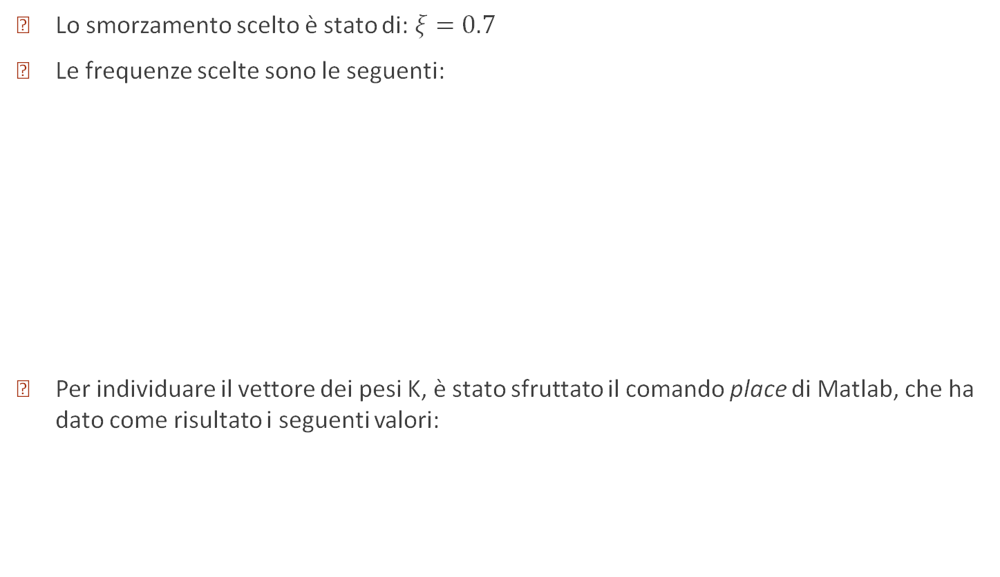 Lo smorzamento scelto è stato di: ξ = 0.7
Le frequenze scelte sono le seguenti:
Per individuare il vettore dei pesi K, è stato sfruttato il comando place di Matlab, che ha
dato come risultato i seguenti valori: